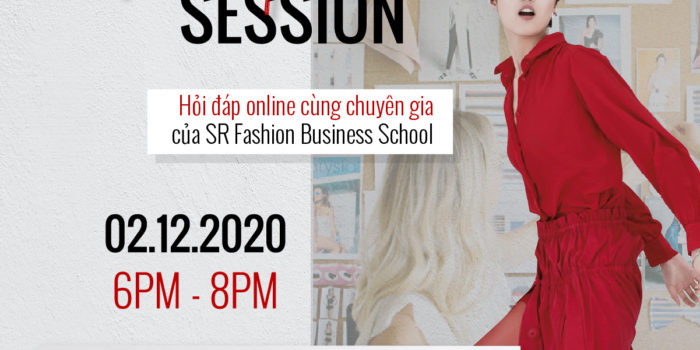 SESSION
Hỏi đáp online cùng chuyên gia
của SR Fashion Business School
02.12.2020
6PM - 8PM